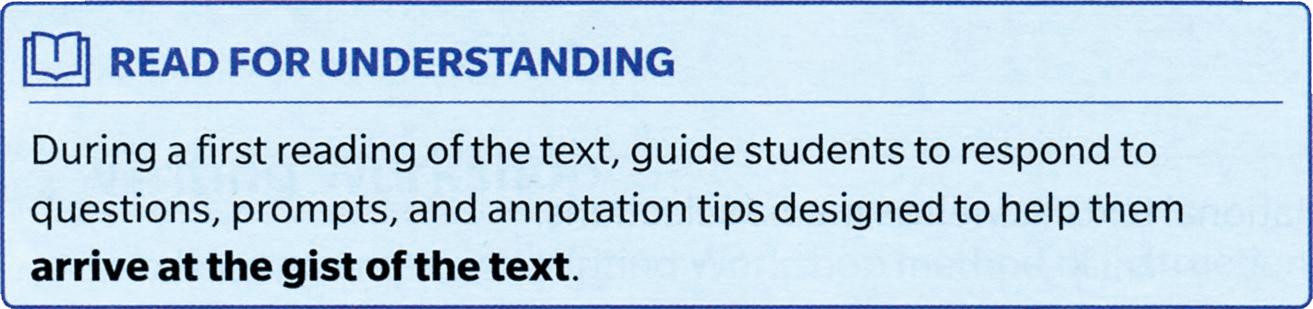 READ FOR UNDERSTANDING
During a first reading of the text, guide students to respond to
questions, prompts, and annotation tips designed to help them
arrive at the gist of the text.